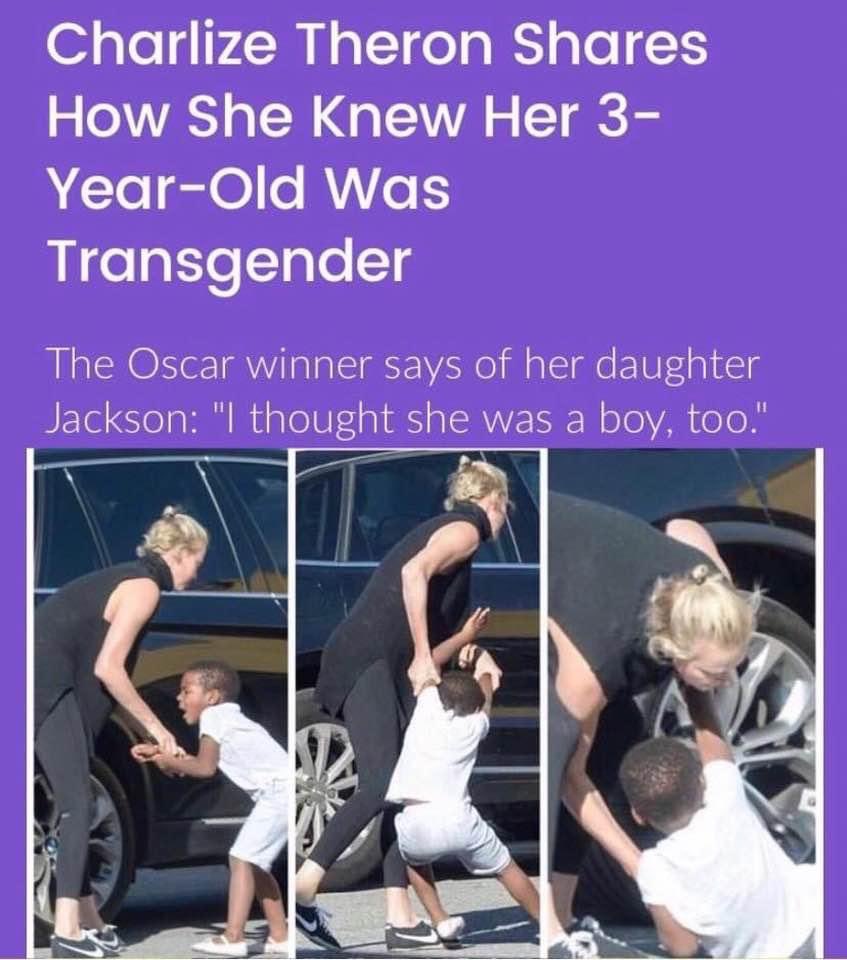 Charlize Theron Shares
How She Knew Her 3-
Year-Old Was
Transgender
The Oscar winner says of her daughter
Jackson: "I thought she was a boy, too."